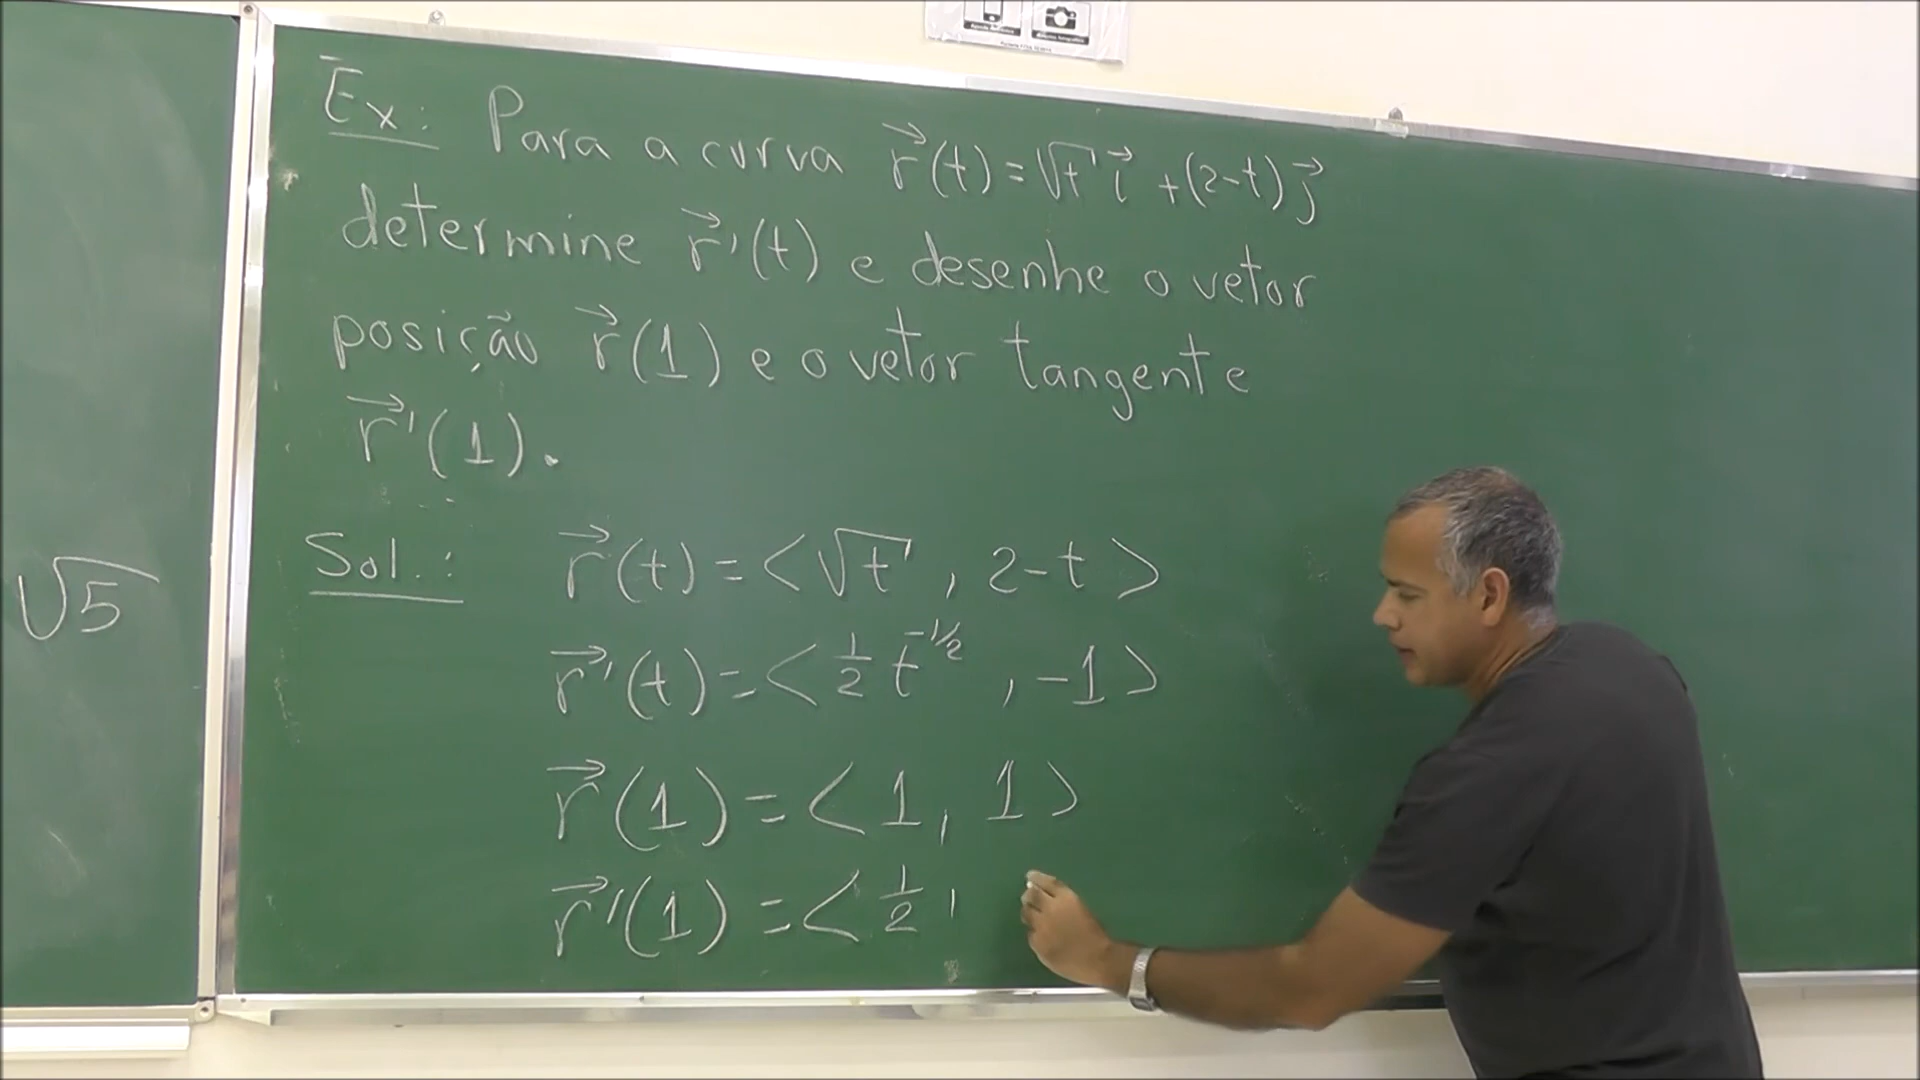 Ex: Para a curva r⃗(t) = √t i⃗ + (2-t) j⃗
determine r⃗'(t) e desenhe o vetor
posição r⃗(1) e o vetor tangente
r⃗'(1).
Sol.: r⃗(t) = <√t , 2-t>
r⃗'(t) = <1/2 t^-1/2 , -1>
r⃗(1) = <1, 1>
r⃗'(1) = <1/2,
√5